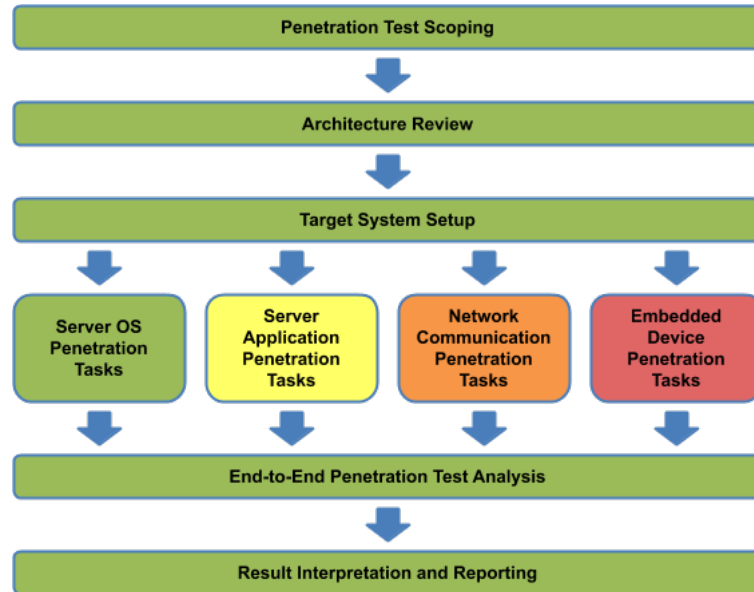 Penetration Test Scoping
Architecture Review
Target System Setup
Server OS
Penetration
Tasks
Server
Application
Penetration
Tasks
Network
Communication
Penetration
Tasks
Embedded
Device
Penetration
Tasks
End-to-End Penetration Test Analysis
Result Interpretation and Reporting